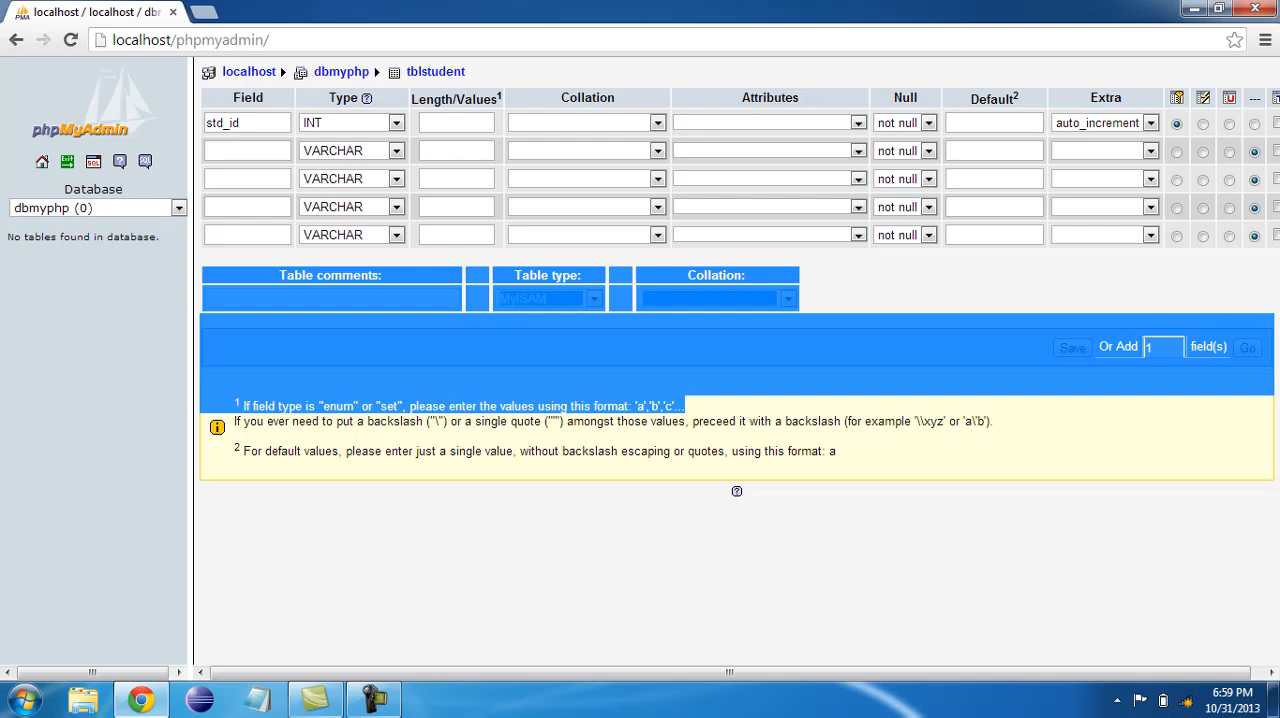 localhost / localhost / dbr
localhost/phpmyadmin/
phpMyAdmin
SQL
Database
dbmyphp (0)
No tables found in database.
localhost dbmyphp tblstudent
Field Type Length/Values1 Collation Attributes Null Default2 Extra ---
std_id INT not null auto_increment
VARCHAR not null
VARCHAR not null
VARCHAR not null
VARCHAR not null
Table comments: Table type: Collation:
MyISAM
Save Or Add 1 field(s) Go
1 If field type is "enum" or "set", please enter the values using this format: 'a','b','c'...
If you ever need to put a backslash ("\") or a single quote ("'") amongst those values, preceed it with a backslash (for example '\\xyz' or 'a\'b').
2 For default values, please enter just a single value, without backslash escaping or quotes, using this format: a
6:59 PM
10/31/2013